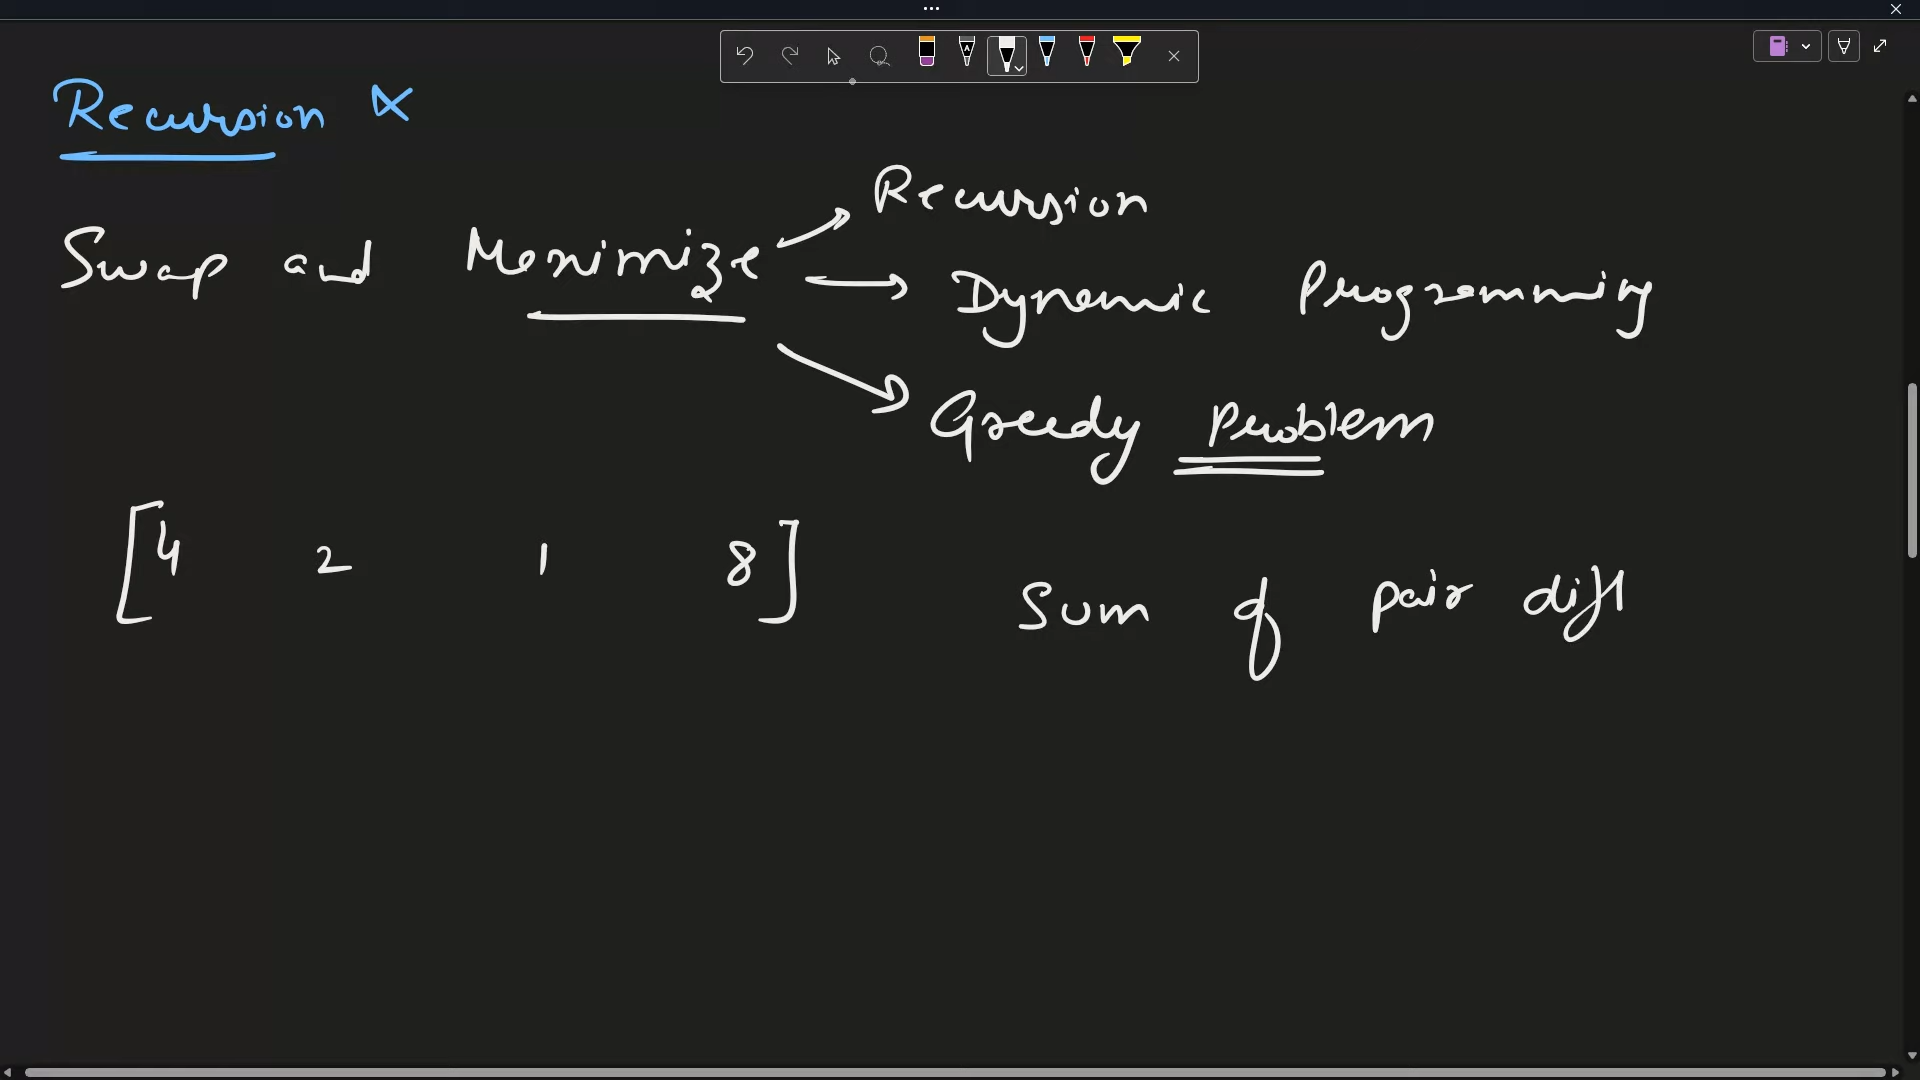 Recursion
Recursion
Swap and Maximize
Dynamic Programming
Greedy Problem
[4 2 1 8]
Sum of pair diff